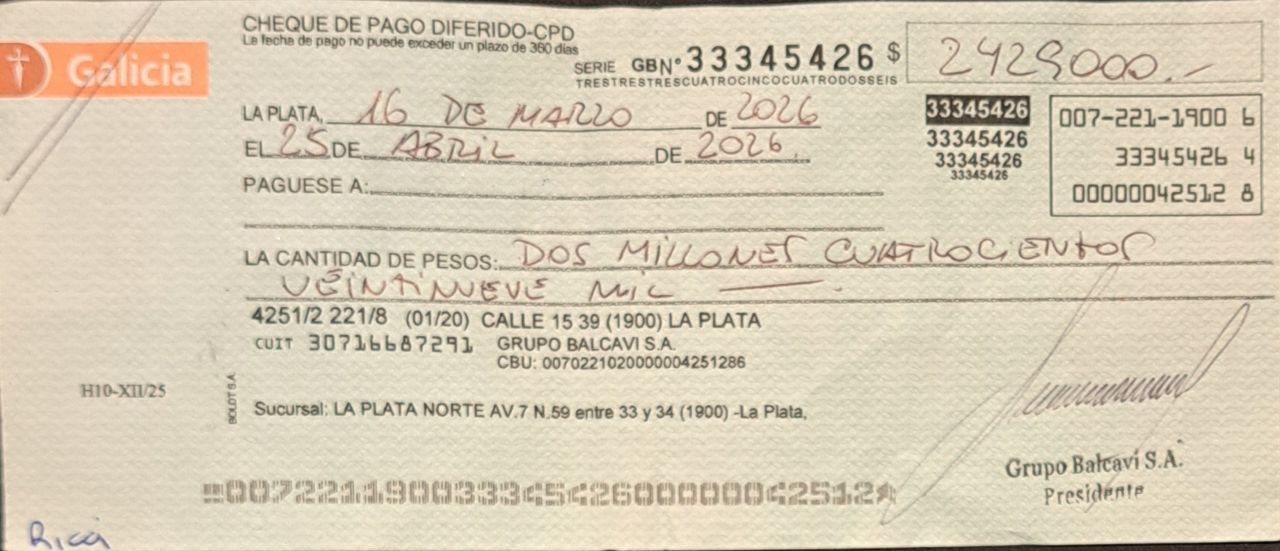 Galicia
CHEQUE DE PAGO DIFERIDO-CPD
La fecha de pago no puede exceder un plazo de 360 días
SERIE GB Nº 33345426 $ 2429000.-
TRESTRESTRESCUATROCINCOCUATRODOSSEIS
LA PLATA, 16 DE MARZO DE 2026
EL 25 DE ABRIL DE 2026.
33345426
33345426
33345426
33345426
007-221-1900 6
33345426 4
00000042512 8
PAGUESE A:
LA CANTIDAD DE PESOS: DOS MILLONES CUATROCIENTOS
VEINTINUEVE MIL —.
4251/2 221/8 (01/20) CALLE 15 39 (1900) LA PLATA
CUIT 30716687291 GRUPO BALCAVI S.A.
CBU: 0070221020000004251286
H10-XII/25
BOLDT S.A.
Sucursal: LA PLATA NORTE AV.7 N.59 entre 33 y 34 (1900) -La Plata,
Grupo Balcavi S.A.
Presidente
00722119003334542600000042512
Ricci